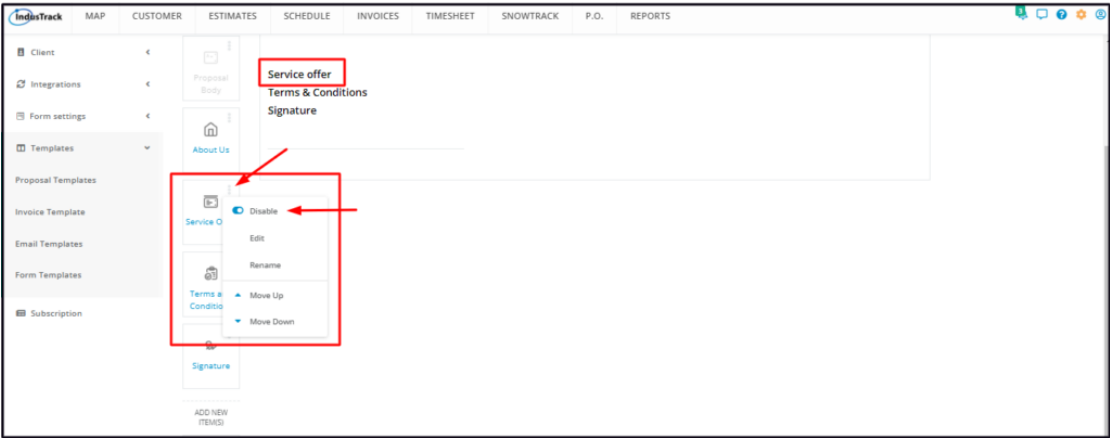 IndusTrack MAP CUSTOMER ESTIMATES SCHEDULE INVOICES TIMESHEET SNOWTRACK P.O. REPORTS
3
Client
Integrations
Form settings
Templates
Proposal Templates
Invoice Template
Email Templates
Form Templates
Subscription
Proposal
Body
About Us
Service O
Terms a
Conditio
Signature
ADD NEW
ITEM(S)
Disable
Edit
Rename
Move Up
Move Down
Service offer
Terms & Conditions
Signature